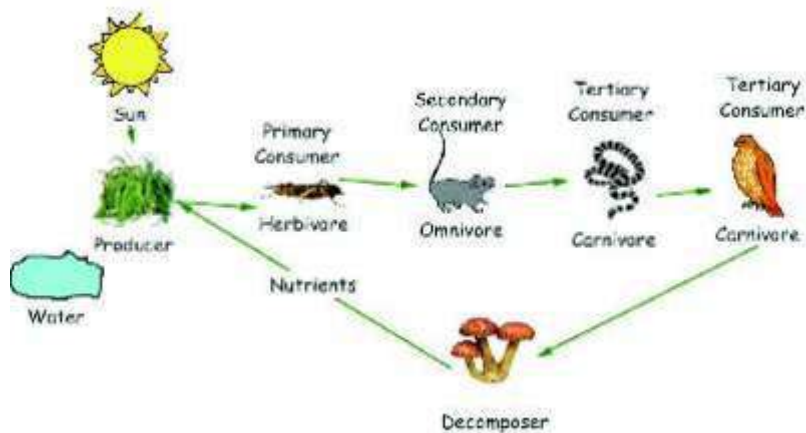 Sun
Producer
Water
Primary
Consumer
Herbivore
Secondary
Consumer
Omnivore
Tertiary
Consumer
Carnivore
Tertiary
Consumer
Carnivore
Nutrients
Decomposer